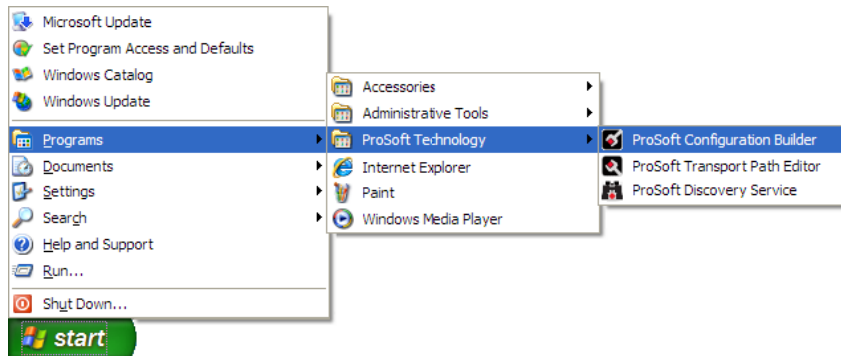 Microsoft Update
Set Program Access and Defaults
Windows Catalog
Windows Update
Programs
Documents
Settings
Search
Help and Support
Run...
Shut Down...
start
Accessories
Administrative Tools
ProSoft Technology
Internet Explorer
Paint
Windows Media Player
ProSoft Configuration Builder
ProSoft Transport Path Editor
ProSoft Discovery Service